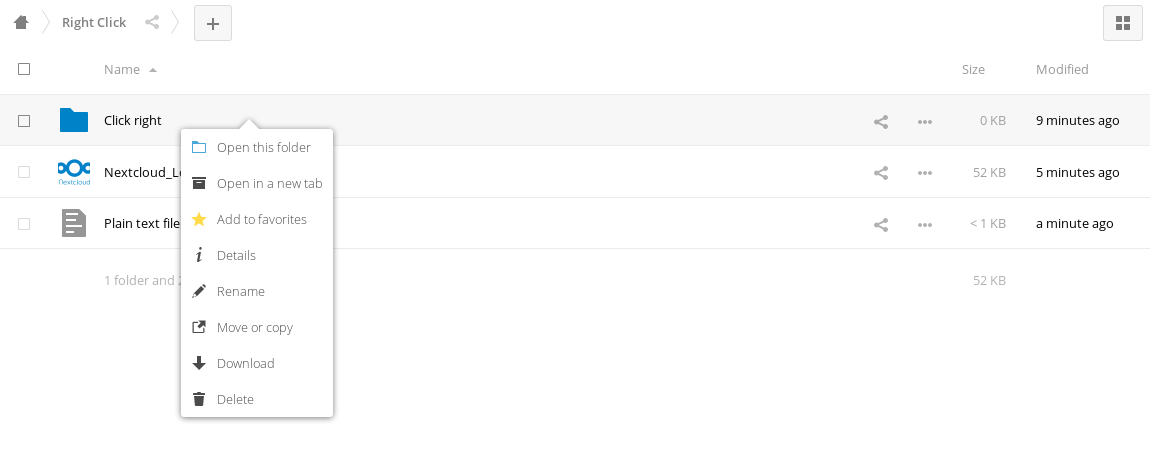 Right Click
Name Size Modified
Click right 0 KB 9 minutes ago
Open this folder
Nextcloud
Nextcloud_L 52 KB 5 minutes ago
Open in a new tab
Add to favorites
Plain text file < 1 KB a minute ago
Details
1 folder and 52 KB
Rename
Move or copy
Download
Delete